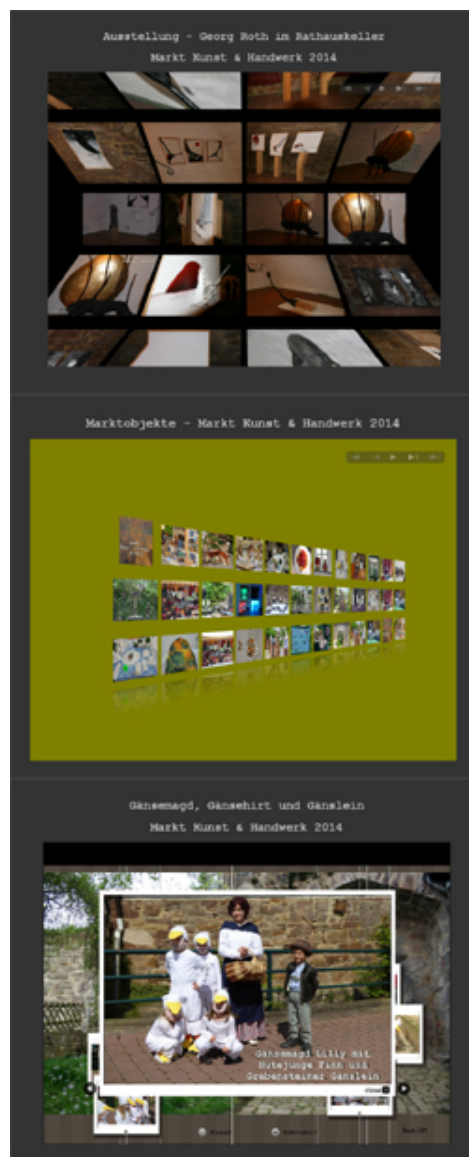 Ausstellung - Georg Roth im Rathauskeller
Markt Kunst & Handwerk 2014
Marktobjekte - Markt Kunst & Handwerk 2014
Gänsemagd, Gänsehirt und Gänslein
Markt Kunst & Handwerk 2014
Gänsemagd Lilly mit
Hutejunge Finn und
Grebensteiner Gänslein